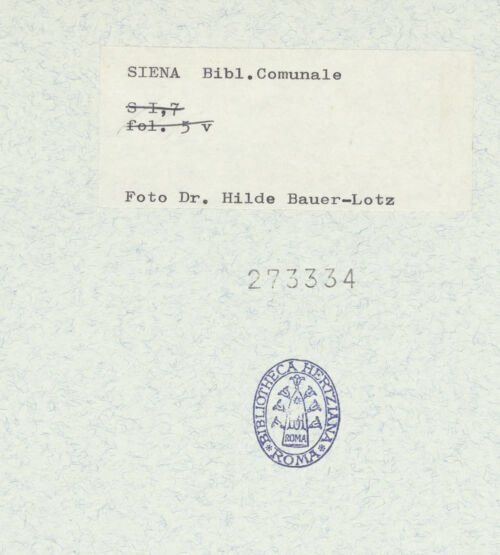 SIENA Bibl.Comunale
S I,7
fol. 5 v
Foto Dr. Hilde Bauer-Lotz
273334
BIBLIOTHECA HERTZIANA
ROMA
*ROMA*